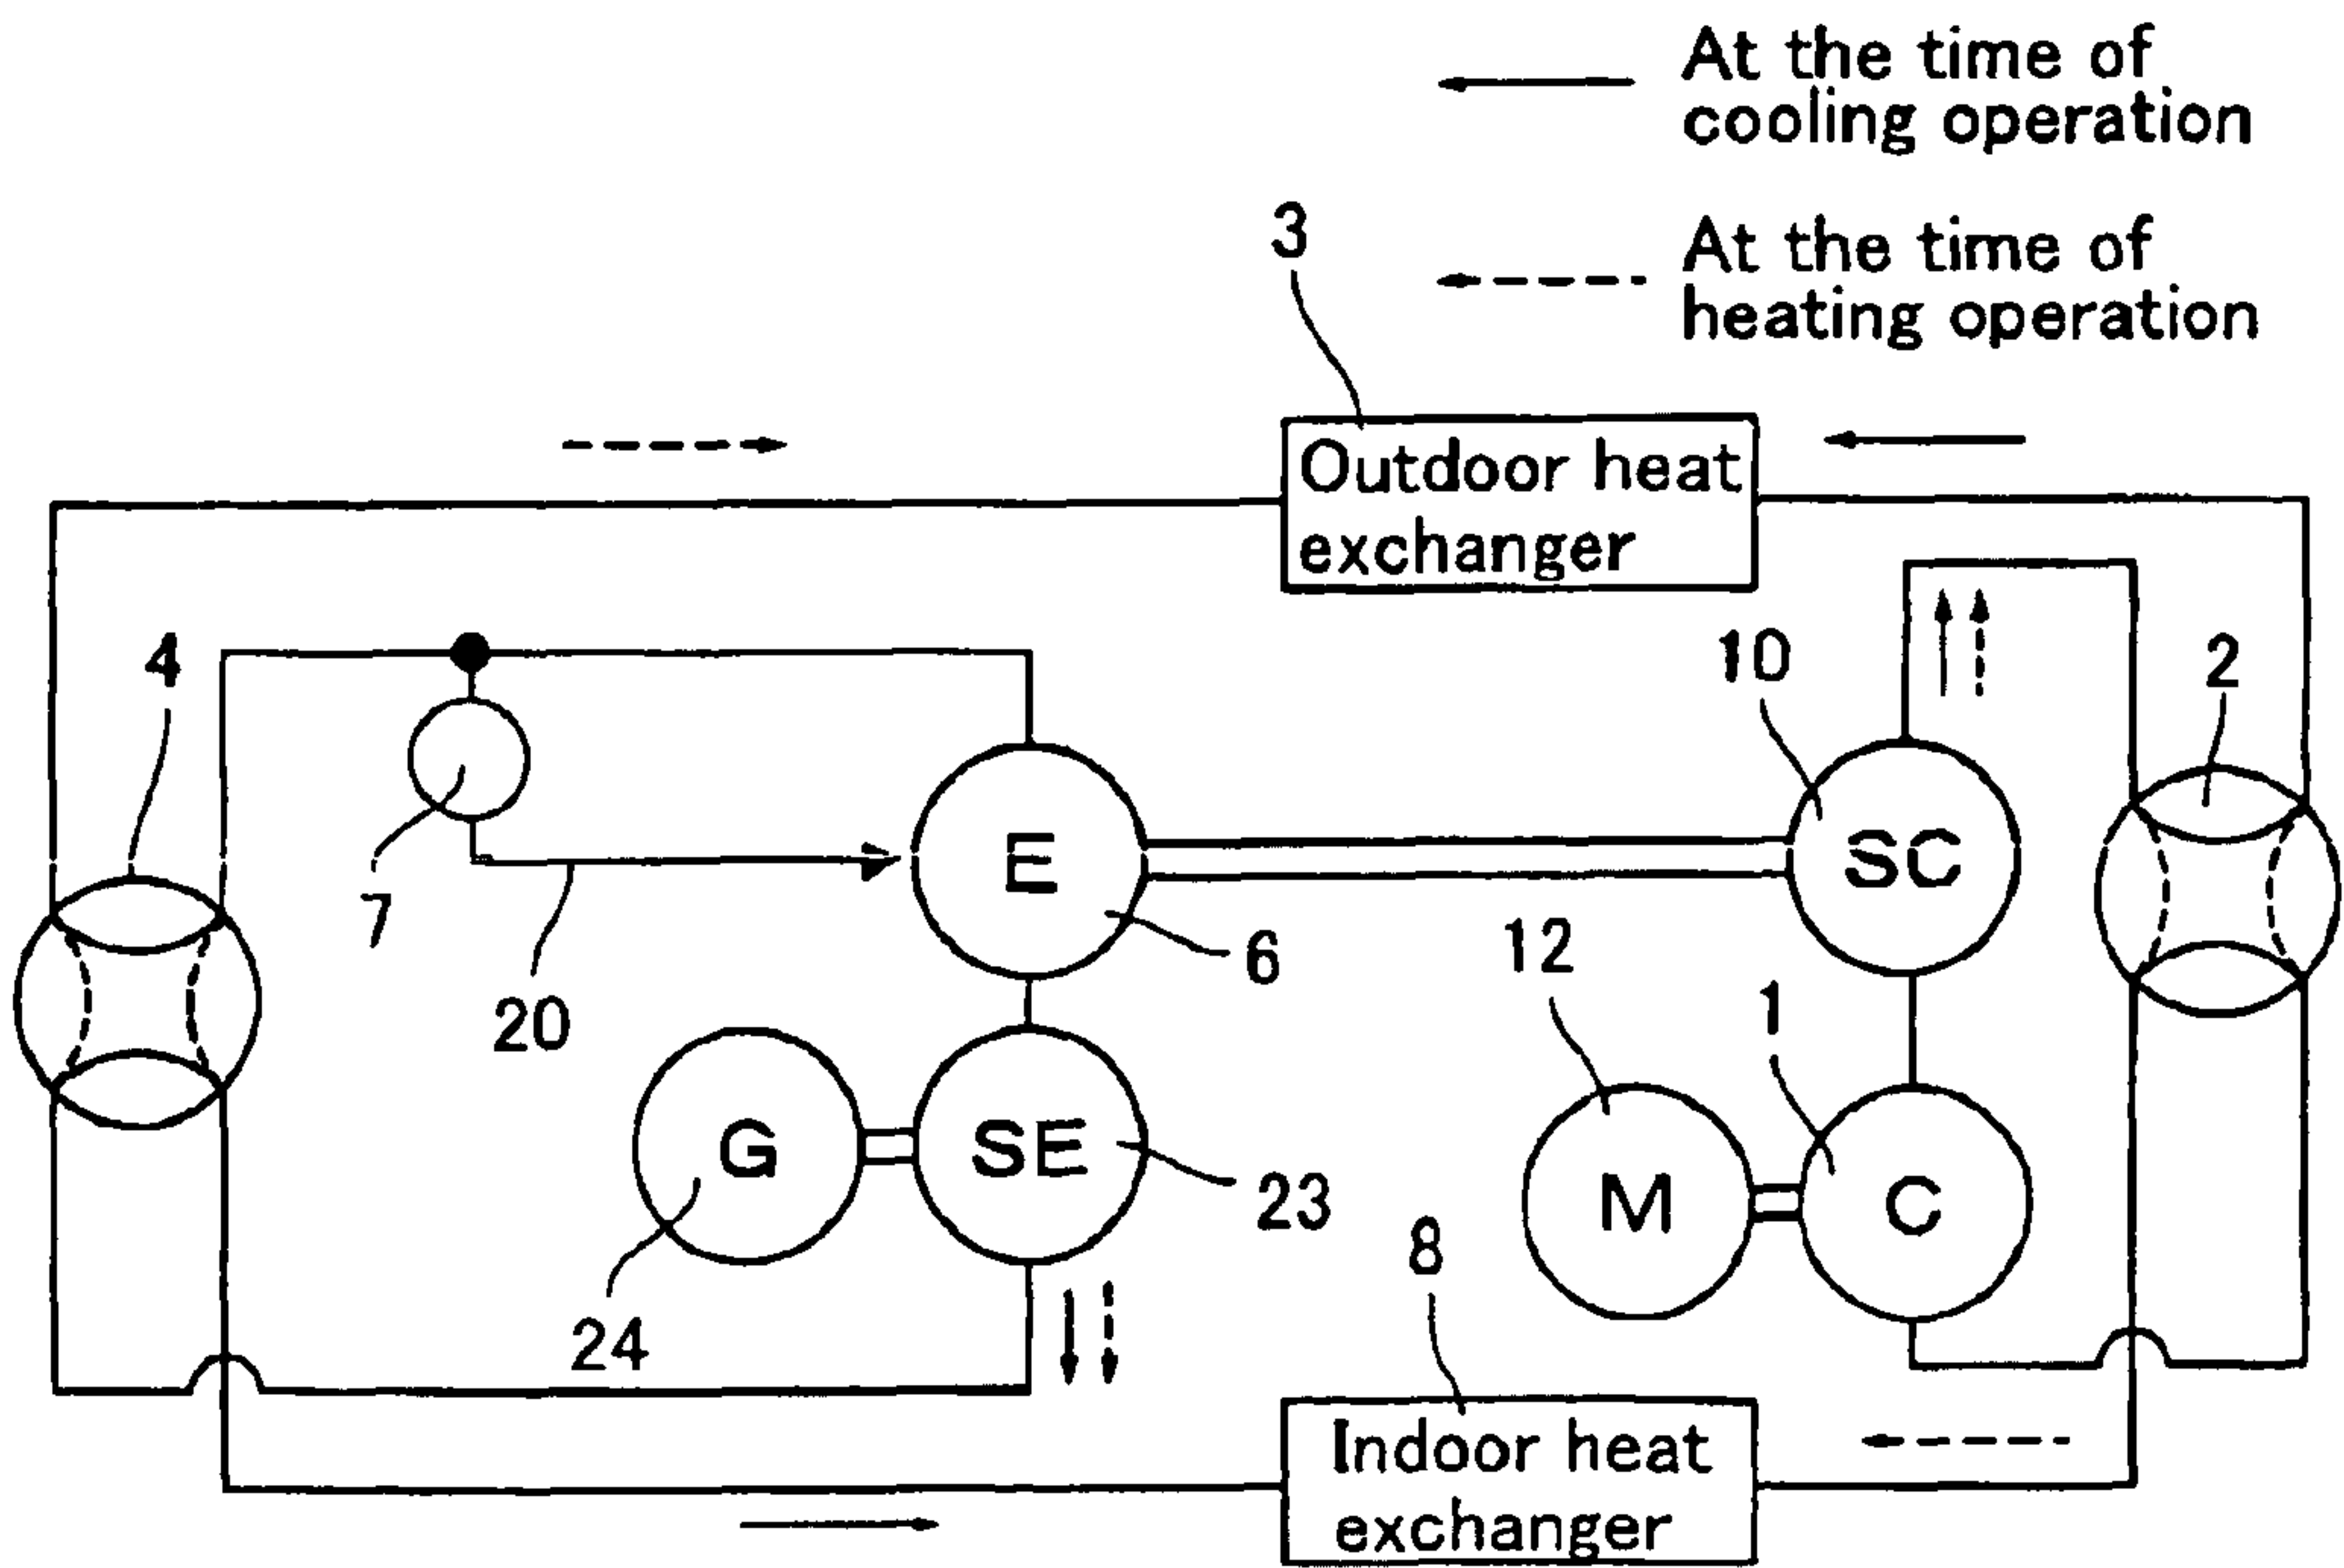 At the time of
cooling operation
3
At the time of
heating operation
Outdoor heat
exchanger
4
10
2
E
SC
7
6
12
20
1
G
SE
23
M
C
8
24
Indoor heat
exchanger